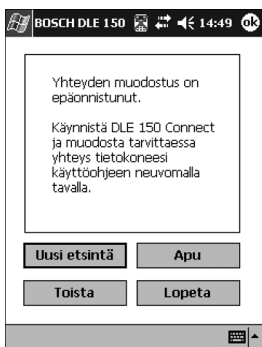 BOSCH DLE 150 14:49 ok
Yhteyden muodostus on
epäonnistunut.
Käynnistä DLE 150 Connect
ja muodosta tarvittaessa
yhteys tietokoneesi
käyttöohjeen neuvomalla
tavalla.
Uusi etsintä Apu
Toista Lopeta